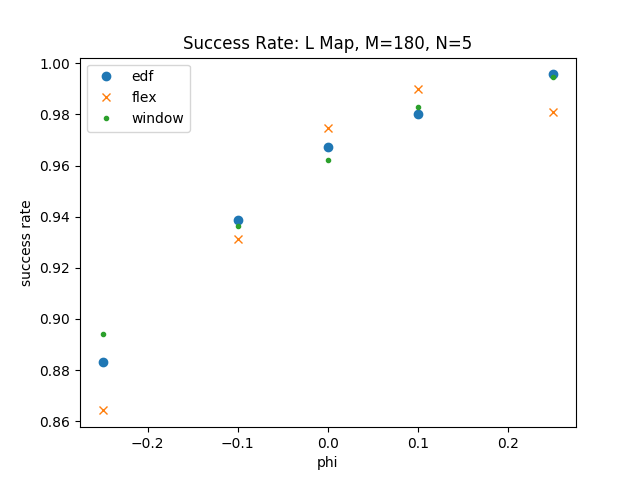 Success Rate: L Map, M=180, N=5
1.00
0.98
0.96
0.94
0.92
0.90
0.88
0.86
success rate
edf
flex
window
−0.2
−0.1
0.0
0.1
0.2
phi